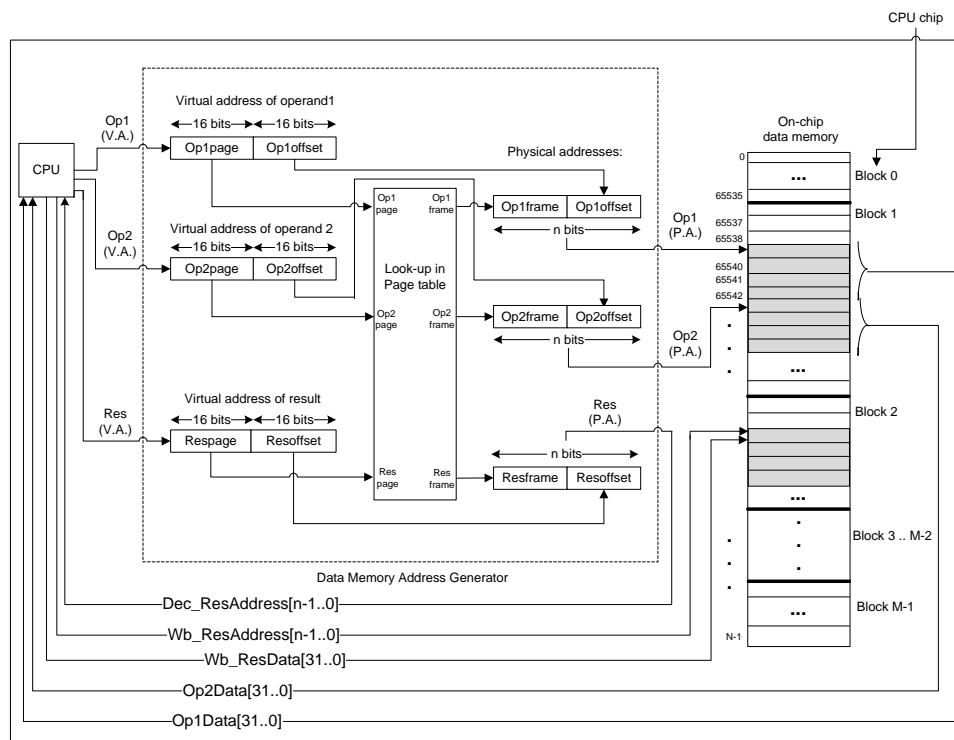 CPU chip
Virtual address of operand1
16 bits
16 bits
Op1
(V.A.)
Op1page
Op1offset
On-chip
data memory
CPU
Physical addresses:
0
...
Block 0
Op1
page
Op1
frame
Op1frame
Op1offset
65535
n bits
Op1
(P.A.)
Block 1
65537
65538
Op2
(V.A.)
Virtual address of operand 2
16 bits
16 bits
Op2page
Op2offset
Look-up in
Page table
65540
65541
65542
Op2
page
Op2
frame
Op2frame
Op2offset
n bits
Op2
(P.A.)
...
Virtual address of result
16 bits
16 bits
Res
(V.A.)
Respage
Resoffset
Res
(P.A.)
n bits
Block 2
Res
page
Res
frame
Resframe
Resoffset
...
Block 3 .. M-2
Data Memory Address Generator
Dec_ResAddress[n-1..0]
...
Block M-1
Wb_ResAddress[n-1..0]
N-1
Wb_ResData[31..0]
Op2Data[31..0]
Op1Data[31..0]